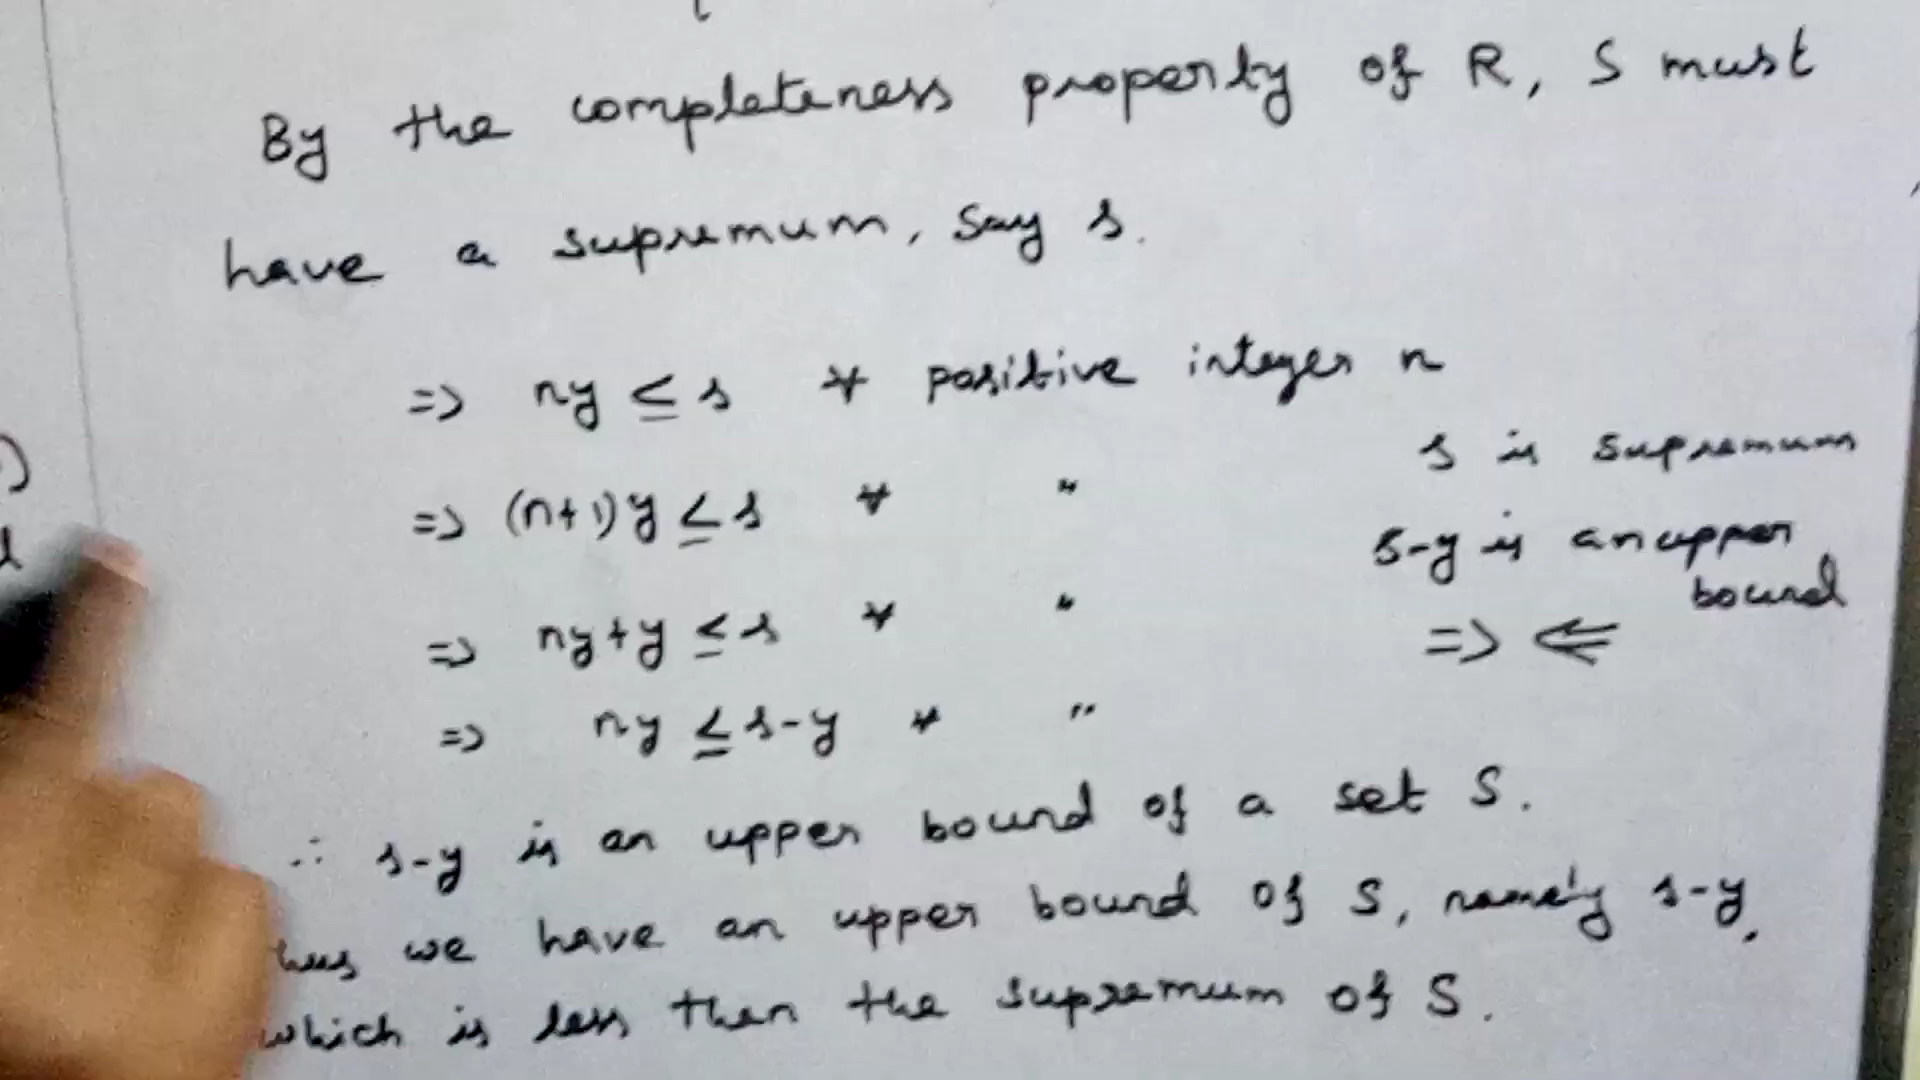 By the completeness property of R, S must
have a supremum, say s.
=> ny ≤ s ∀ positive integer n
=> (n+1)y ≤ s ∀ "
=> ny+y ≤ s ∀ "
=> ny ≤ s-y ∀ "
s is supremum
s-y is an upper
bound
=> <=
∴ s-y is an upper bound of a set S.
we have an upper bound of S, namely s-y.
which is less then the supremum of S.